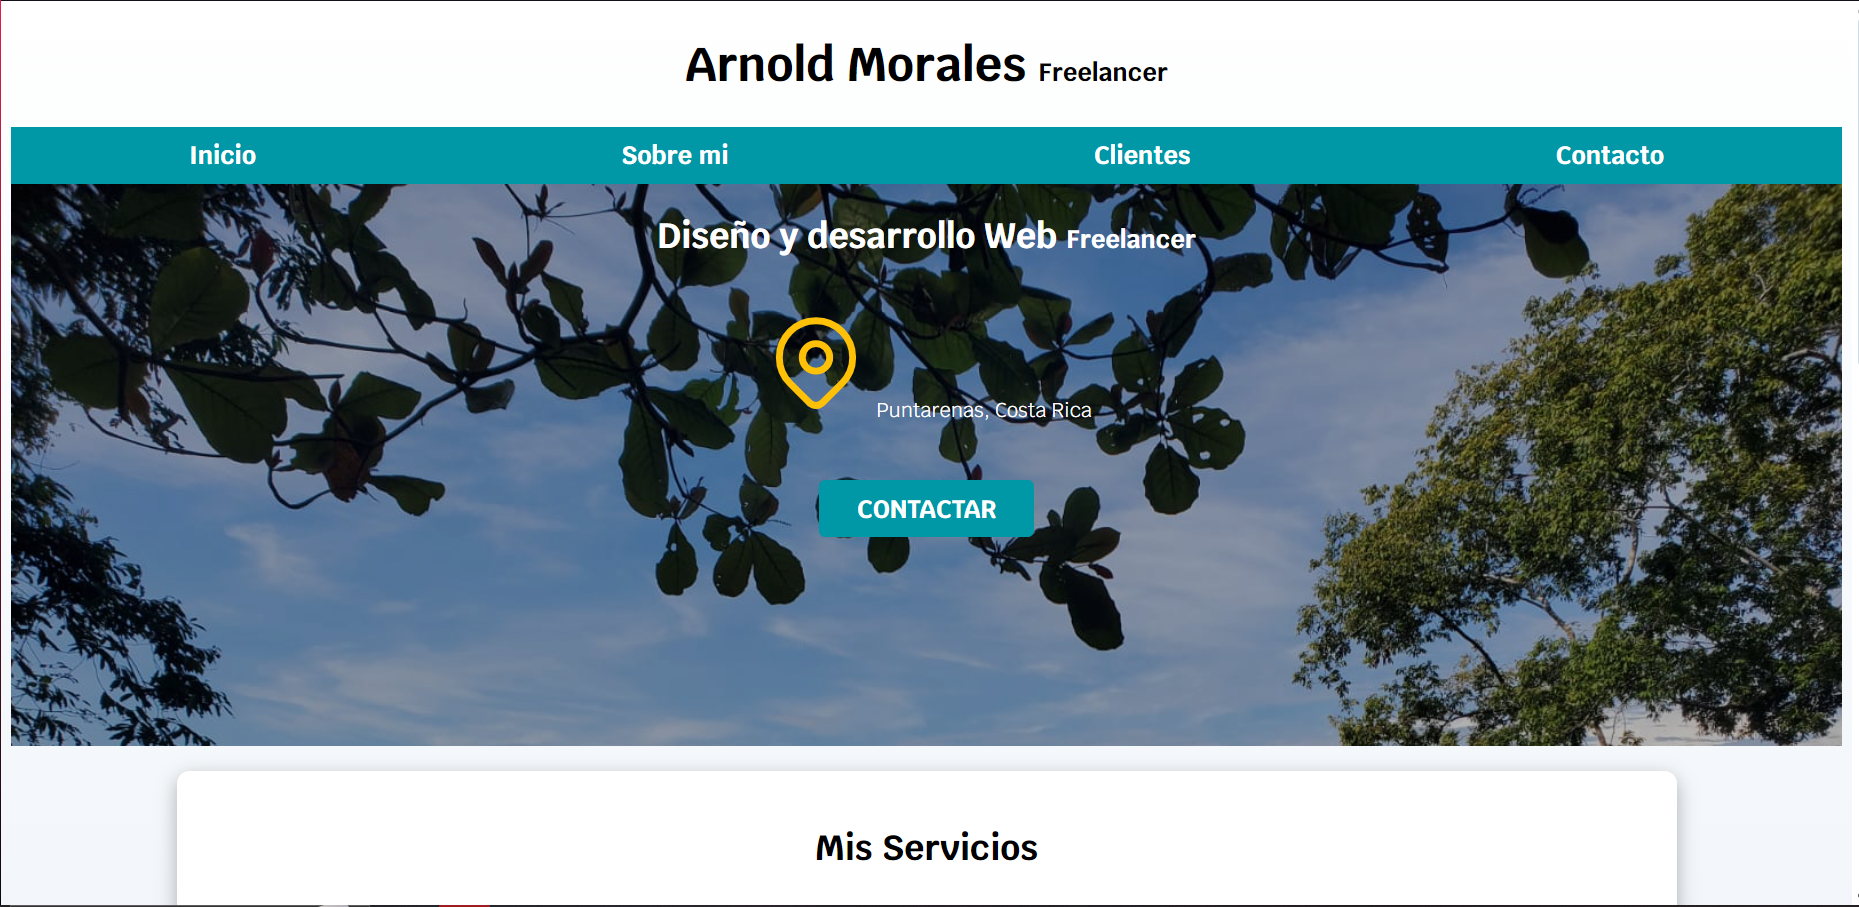 Arnold Morales Freelancer
Inicio Sobre mi Clientes Contacto
Diseño y desarrollo Web Freelancer
Puntarenas, Costa Rica
CONTACTAR
Mis Servicios